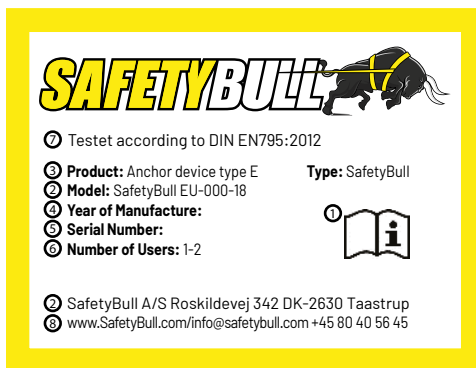 SAFETYBULL
7 Testet according to DIN EN795:2012
3 Product: Anchor device type E Type: SafetyBull
2 Model: SafetyBull EU-000-18
4 Year of Manufacture:
1
5 Serial Number:
6 Number of Users: 1-2
i
2 SafetyBull A/S Roskildevej 342 DK-2630 Taastrup
8 www.SafetyBull.com/info@safetybull.com +45 80 40 56 45